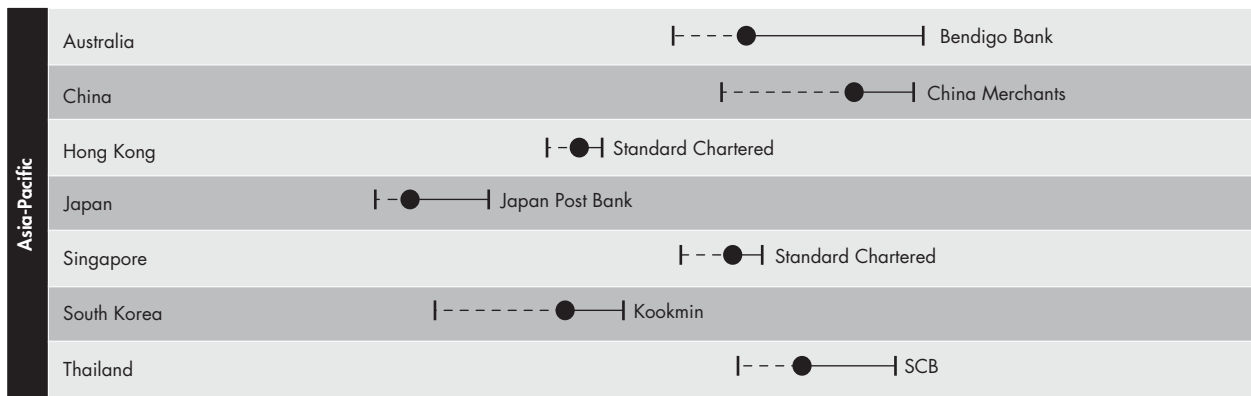 Asia-Pacific
Australia Bendigo Bank
China China Merchants
Hong Kong Standard Chartered
Japan Japan Post Bank
Singapore Standard Chartered
South Korea Kookmin
Thailand SCB